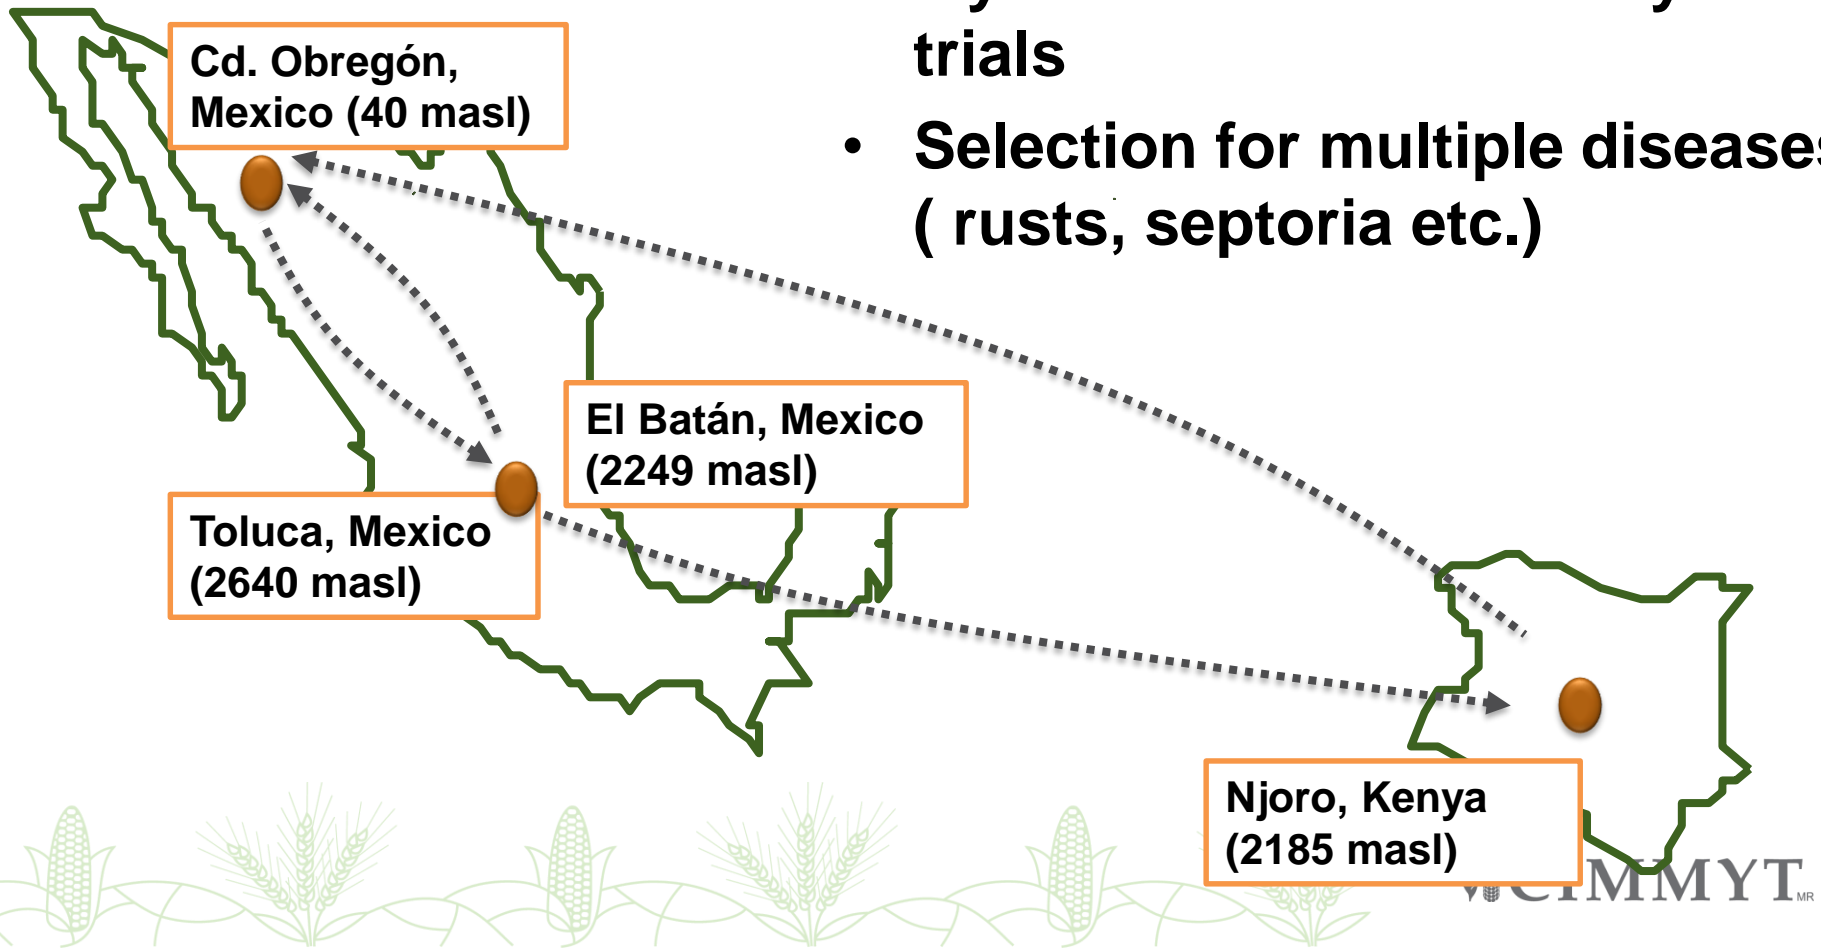 trials
• Selection for multiple diseases
( rusts, septoria etc.)
Cd. Obregón,
Mexico (40 masl)
El Batán, Mexico
(2249 masl)
Toluca, Mexico
(2640 masl)
Njoro, Kenya
(2185 masl)
CIMMYT
MR